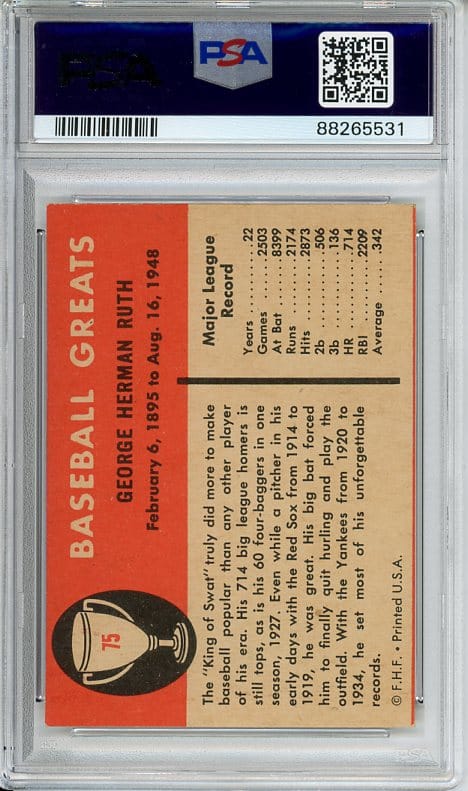 PSA
PSA
88265531
75
BASEBALL GREATS
GEORGE HERMAN RUTH
February 6, 1895 to Aug. 16, 1948
The "King of Swat" truly did more to make
baseball popular than any other player
of his era. His 714 big league homers is
still tops, as is his 60 four-baggers in one
season, 1927. Even while a pitcher in his
early days with the Red Sox from 1914 to
1919, he was great. His big bat forced
him to finally quit hurling and play the
outfield. With the Yankees from 1920 to
1934, he set most of his unforgettable
records.
© F.H.F. • Printed U.S.A.
Major League
Record
Years ..... 22
Games ..... 2503
At Bat ..... 8399
Runs ..... 2174
Hits ..... 2873
2b ..... 506
3b ..... 136
HR ..... 714
RBI ..... 2209
Average ..... .342
PSA